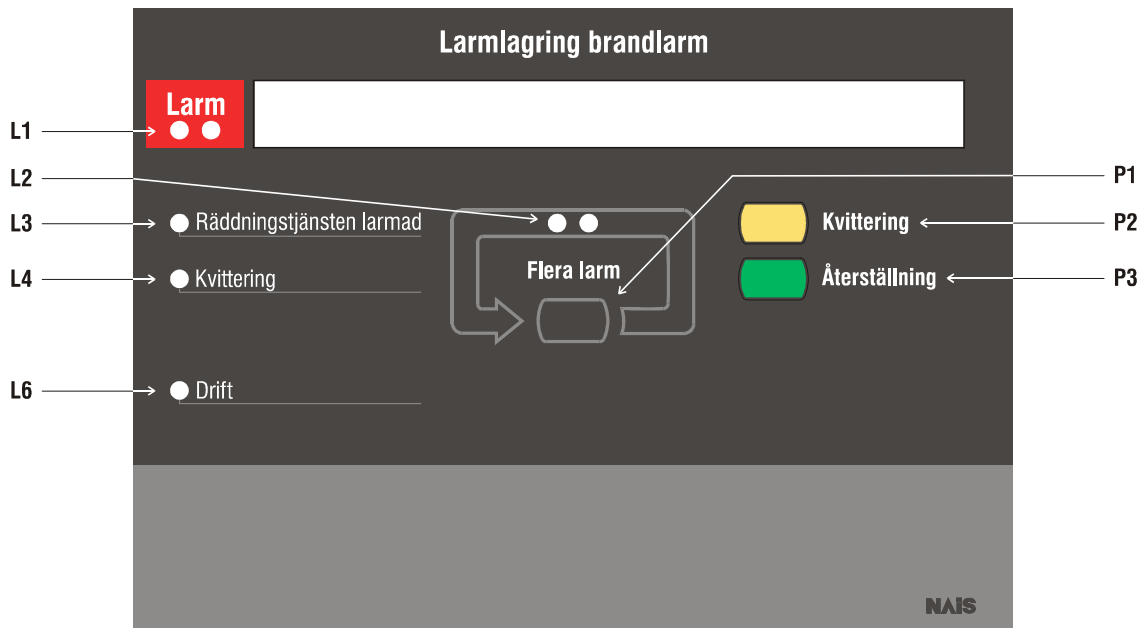 Larmlagring brandlarm
Larm
L1
L2
P1
L3
Räddningstjänsten larmad
Kvittering
P2
L4
Kvittering
Flera larm
Återställning
P3
L6
Drift
NAiS